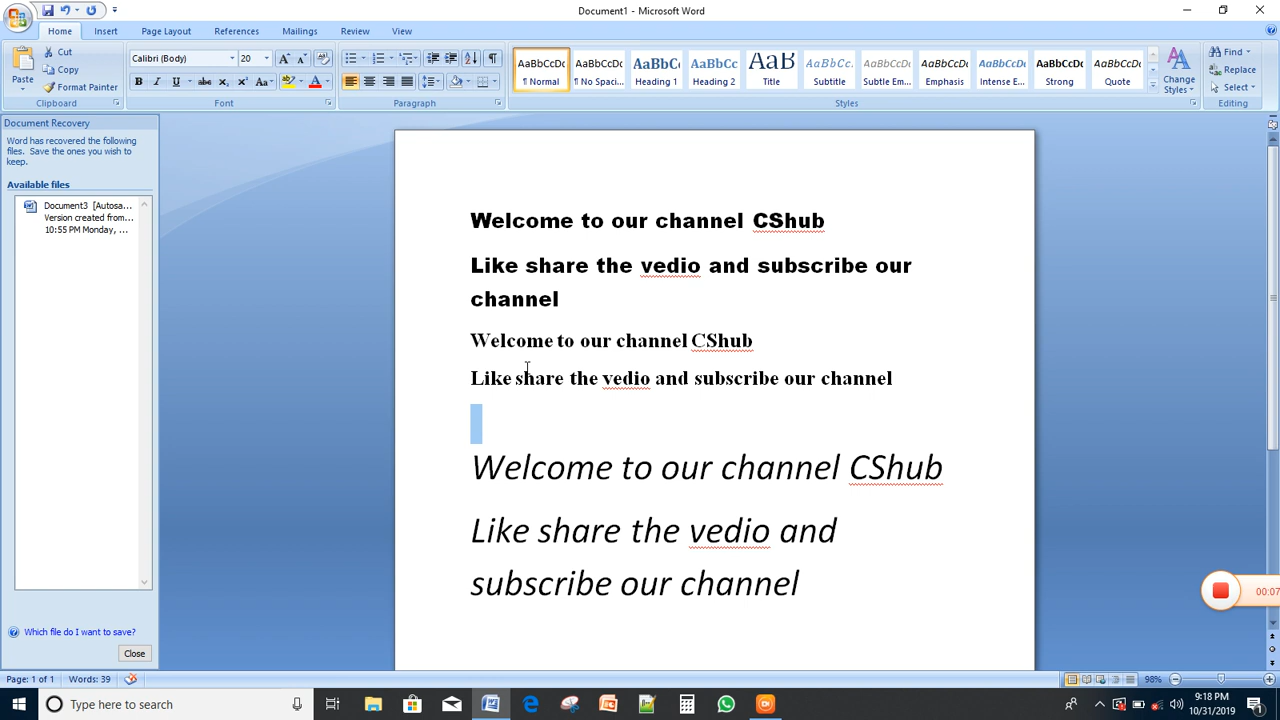 Document1 - Microsoft Word
Home Insert Page Layout References Mailings Review View
Paste
Cut
Copy
Format Painter
Clipboard
Calibri (Body) 20
Font
Paragraph
AaBbCcDc ¶ Normal
¶ No Spaci...
Heading 1
Heading 2
Title
Subtitle
Subtle Em...
Emphasis
Intense E...
Strong
Quote
Change Styles
Styles
Find
Replace
Select
Editing
Document Recovery
Word has recovered the following
files. Save the ones you wish to
keep.
Available files
Document3 [Autosa...
Version created from...
10:55 PM Monday, ...
Which file do I want to save?
Close
Welcome to our channel CShub
Like share the vedio and subscribe our
channel
Welcome to our channel CShub
Like share the vedio and subscribe our channel
Welcome to our channel CShub
Like share the vedio and
subscribe our channel
00:07
Page: 1 of 1 Words: 39
98%
Type here to search
9:18 PM
10/31/2019